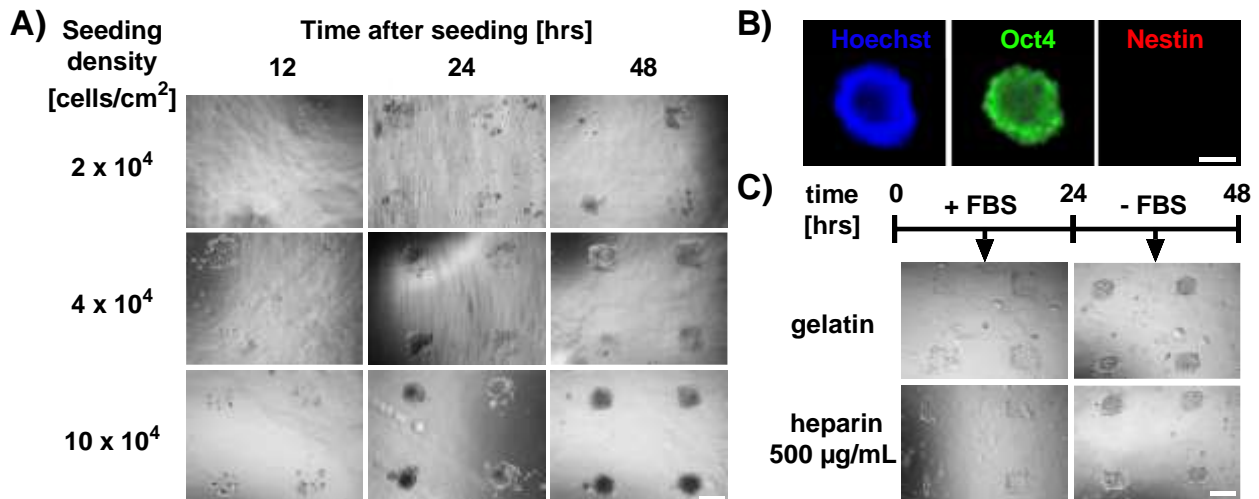 A)
Seeding density [cells/cm²]
Time after seeding [hrs]
12 24 48
2 x 10⁴
4 x 10⁴
10 x 10⁴
B)
Hoechst Oct4 Nestin
C)
time [hrs]
0 + FBS 24 - FBS 48
gelatin
heparin
500 µg/mL